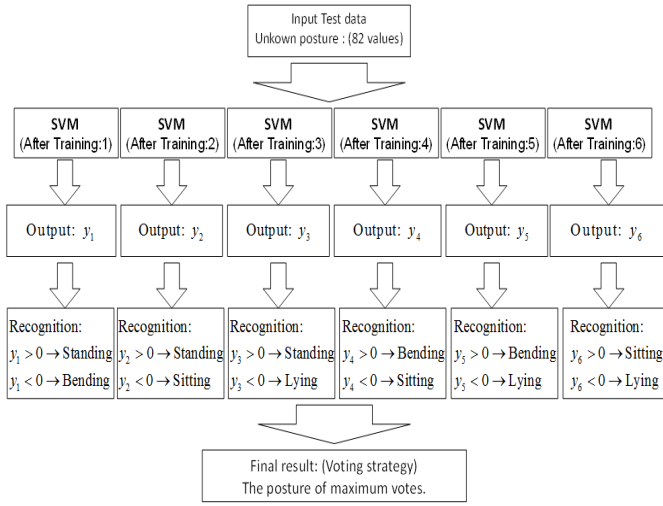 Input Test data
Unkown posture : (82 values)
SVM
(After Training:1)
SVM
(After Training:2)
SVM
(After Training:3)
SVM
(After Training:4)
SVM
(After Training:5)
SVM
(After Training:6)
Output: y₁
Output: y₂
Output: y₃
Output: y₄
Output: y₅
Output: y₆
Recognition:
y₁ > 0 → Standing
y₁ < 0 → Bending
Recognition:
y₂ > 0 → Standing
y₂ < 0 → Sitting
Recognition:
y₃ > 0 → Standing
y₃ < 0 → Lying
Recognition:
y₄ > 0 → Bending
y₄ < 0 → Sitting
Recognition:
y₅ > 0 → Bending
y₅ < 0 → Lying
Recognition:
y₆ > 0 → Sitting
y₆ < 0 → Lying
Final result: (Voting strategy)
The posture of maximum votes.